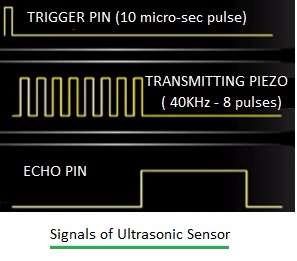 TRIGGER PIN (10 micro-sec pulse)
TRANSMITTING PIEZO
( 40KHz - 8 pulses)
ECHO PIN
Signals of Ultrasonic Sensor